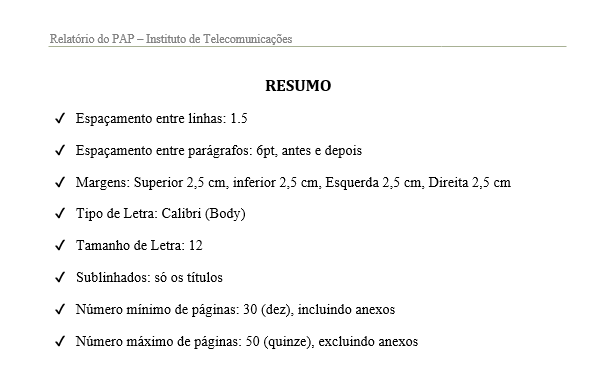 Relatório do PAP – Instituto de Telecomunicações
RESUMO
✓ Espaçamento entre linhas: 1.5
✓ Espaçamento entre parágrafos: 6pt, antes e depois
✓ Margens: Superior 2,5 cm, inferior 2,5 cm, Esquerda 2,5 cm, Direita 2,5 cm
✓ Tipo de Letra: Calibri (Body)
✓ Tamanho de Letra: 12
✓ Sublinhados: só os títulos
✓ Número mínimo de páginas: 30 (dez), incluindo anexos
✓ Número máximo de páginas: 50 (quinze), excluindo anexos